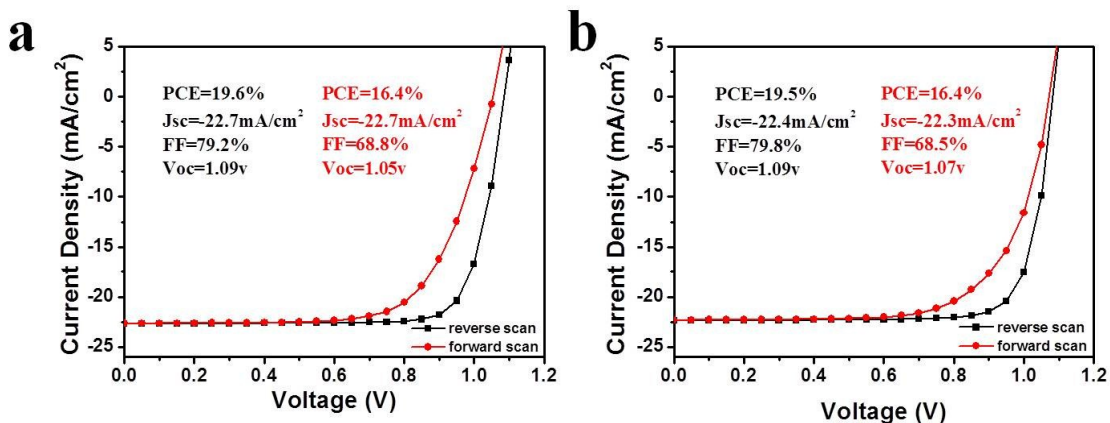 a
5
0
-5
-10
-15
-20
-25
Current Density (mA/cm²)
PCE=19.6%
Jsc=-22.7mA/cm²
FF=79.2%
Voc=1.09v
PCE=16.4%
Jsc=-22.7mA/cm²
FF=68.8%
Voc=1.05v
reverse scan
forward scan
0.0 0.2 0.4 0.6 0.8 1.0 1.2
Voltage (V)
b
5
0
-5
-10
-15
-20
-25
Current Density (mA/cm²)
PCE=19.5%
Jsc=-22.4mA/cm²
FF=79.8%
Voc=1.09v
PCE=16.4%
Jsc=-22.3mA/cm²
FF=68.5%
Voc=1.07v
reverse scan
forward scan
0.0 0.2 0.4 0.6 0.8 1.0 1.2
Voltage (V)